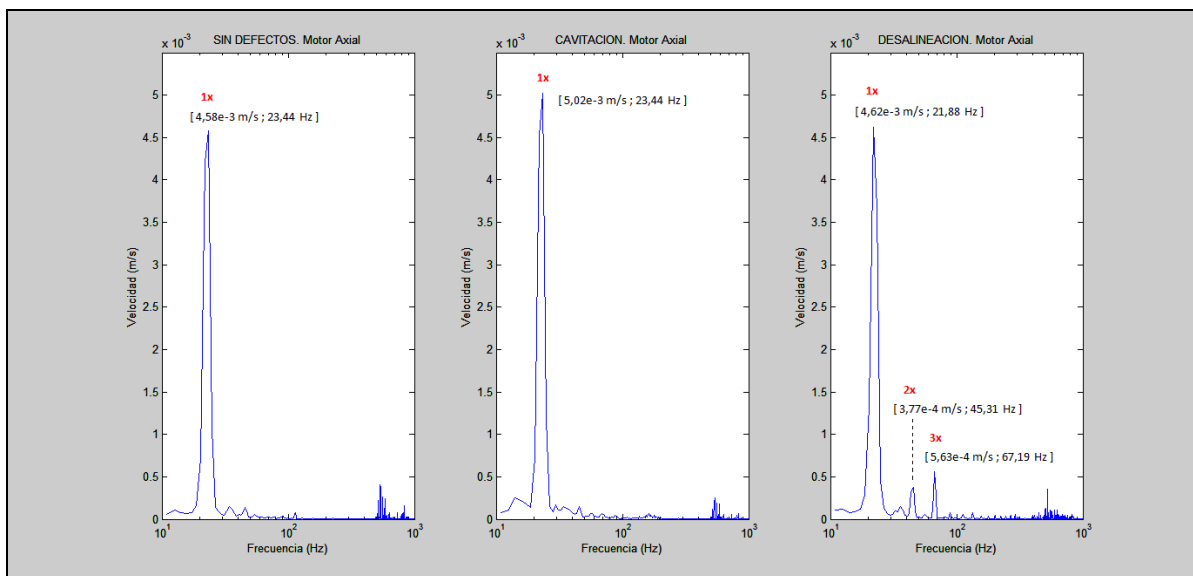 x 10^-3
SIN DEFECTOS. Motor Axial
5
4.5
4
3.5
3
2.5
2
1.5
1
0.5
0
Velocidad (m/s)
1x
[ 4,58e-3 m/s ; 23,44 Hz ]
10^1
10^2
10^3
Frecuencia (Hz)
x 10^-3
CAVITACION. Motor Axial
5
4.5
4
3.5
3
2.5
2
1.5
1
0.5
0
Velocidad (m/s)
1x
[ 5,02e-3 m/s ; 23,44 Hz ]
10^1
10^2
10^3
Frecuencia (Hz)
x 10^-3
DESALINEACION. Motor Axial
5
4.5
4
3.5
3
2.5
2
1.5
1
0.5
0
Velocidad (m/s)
1x
[ 4,62e-3 m/s ; 21,88 Hz ]
2x
[ 3,77e-4 m/s ; 45,31 Hz ]
3x
[ 5,63e-4 m/s ; 67,19 Hz ]
10^1
10^2
10^3
Frecuencia (Hz)